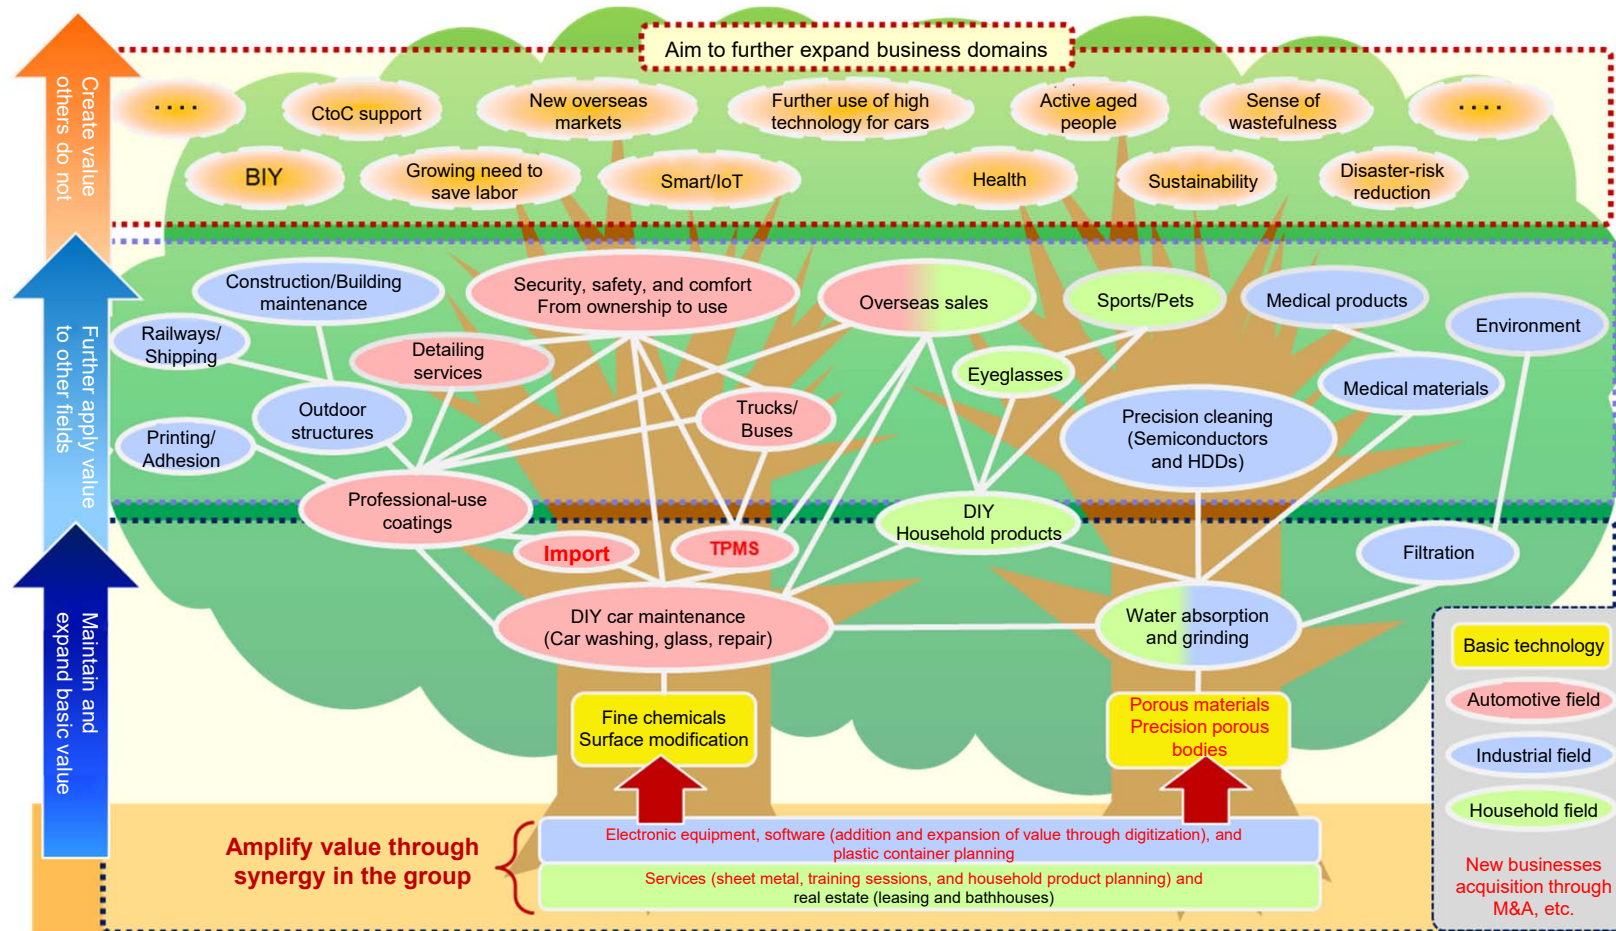 Aim to further expand business domains
Create value
others do not
....
CtoC support
New overseas
markets
Further use of high
technology for cars
Active aged
people
Sense of
wastefulness
....
BIY
Growing need to
save labor
Smart/IoT
Health
Sustainability
Disaster-risk
reduction
Further apply value
to other fields
Construction/Building
maintenance
Security, safety, and comfort
From ownership to use
Overseas sales
Sports/Pets
Medical products
Environment
Railways/
Shipping
Detailing
services
Eyeglasses
Medical materials
Outdoor
structures
Trucks/
Buses
Precision cleaning
(Semiconductors
and HDDs)
Printing/
Adhesion
Professional-use
coatings
DIY
Household products
Import
TPMS
Filtration
Maintain and
expand basic value
DIY car maintenance
(Car washing, glass, repair)
Water absorption
and grinding
Fine chemicals
Surface modification
Porous materials
Precision porous
bodies
Basic technology
Automotive field
Industrial field
Household field
New businesses
acquisition through
M&A, etc.
Amplify value through
synergy in the group
Electronic equipment, software (addition and expansion of value through digitization), and
plastic container planning
Services (sheet metal, training sessions, and household product planning) and
real estate (leasing and bathhouses)